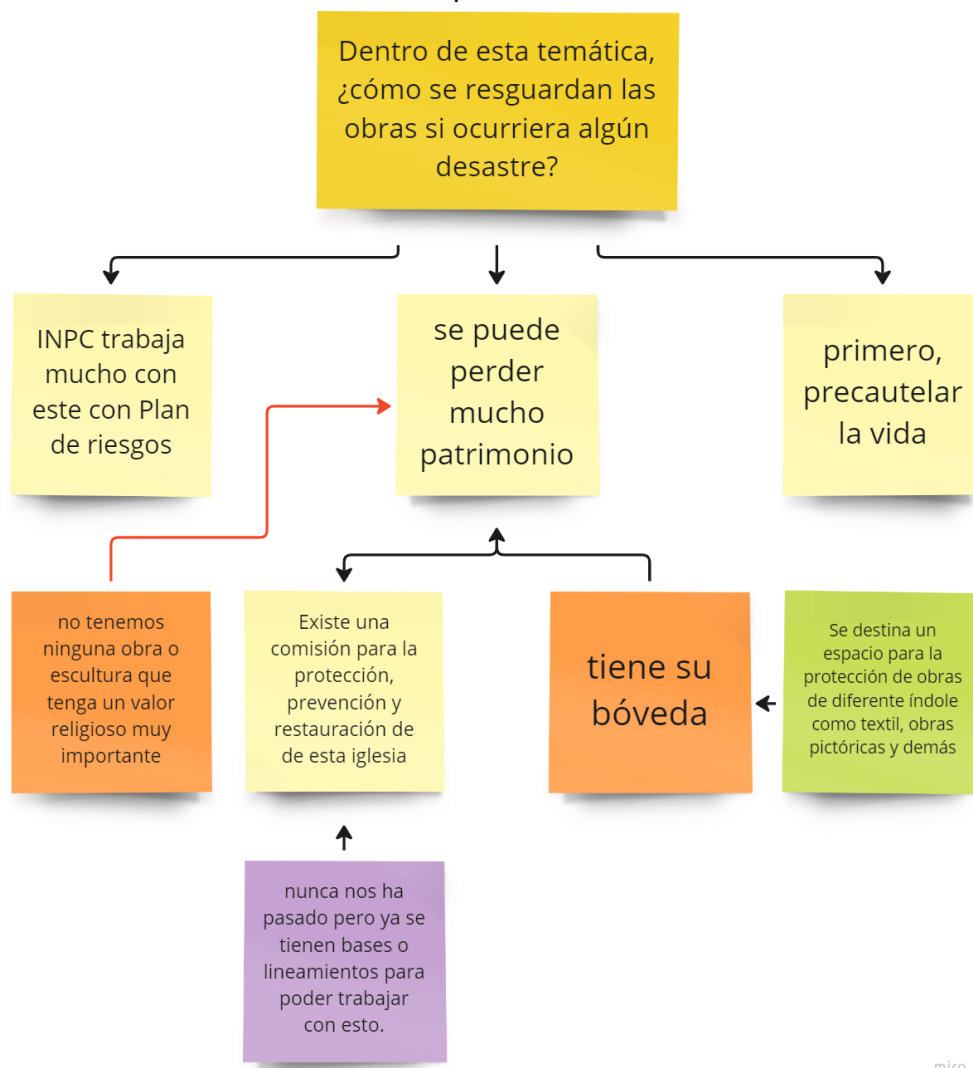 Dentro de esta temática,
¿cómo se resguardan las
obras si ocurriera algún
desastre?
INPC trabaja
mucho con
este con Plan
de riesgos
se puede
perder
mucho
patrimonio
primero,
precautelar
la vida
no tenemos
ninguna obra o
escultura que
tenga un valor
religioso muy
importante
Existe una
comisión para la
protección,
prevención y
restauración de
de esta iglesia
tiene su
bóveda
Se destina un
espacio para la
protección de obras
de diferente índole
como textil, obras
pictóricas y demás
nunca nos ha
pasado pero ya se
tienen bases o
lineamientos para
poder trabajar
con esto.
miro